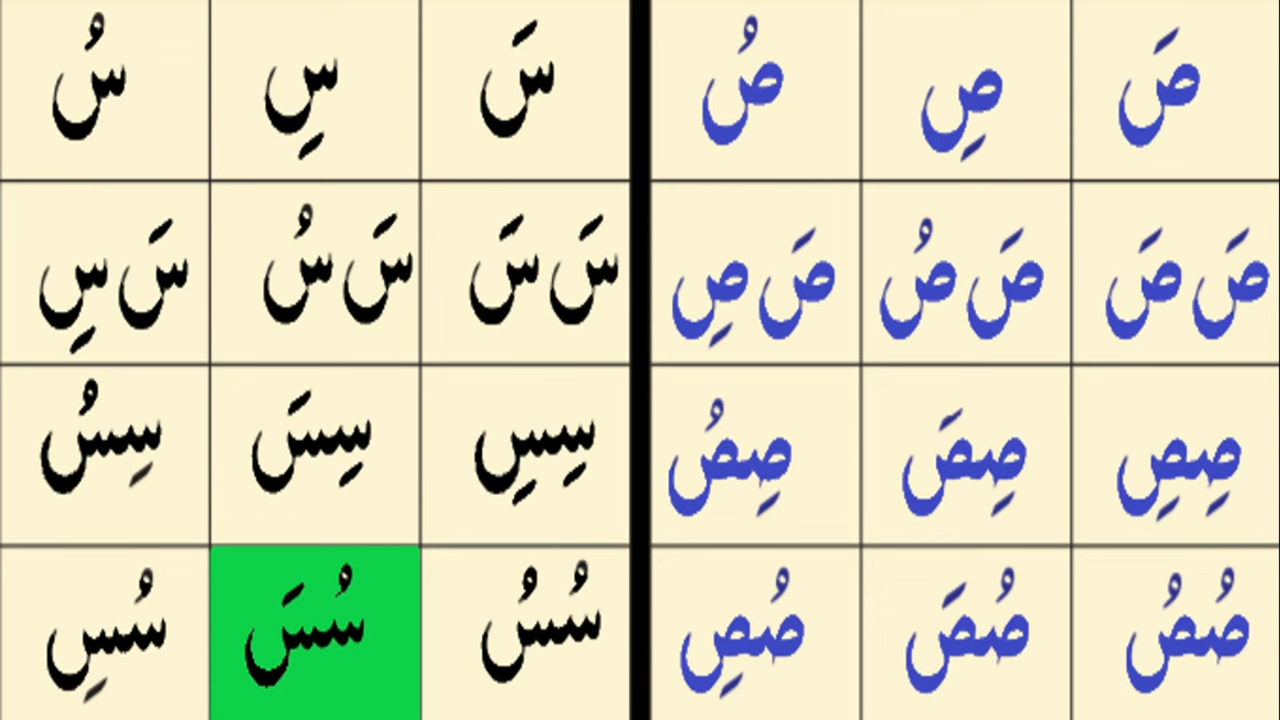 صَ صِ صُ سَ سِ سُ
صَ صَ صَ صُ صَ صِ سَ سَ سَ سُ سَ سِ
صِصِ صِصَ صِصُ سِسِ سِسَ سِسُ
صُصُ صُصَ صُصِ سُسُ سُسَ سُسِ